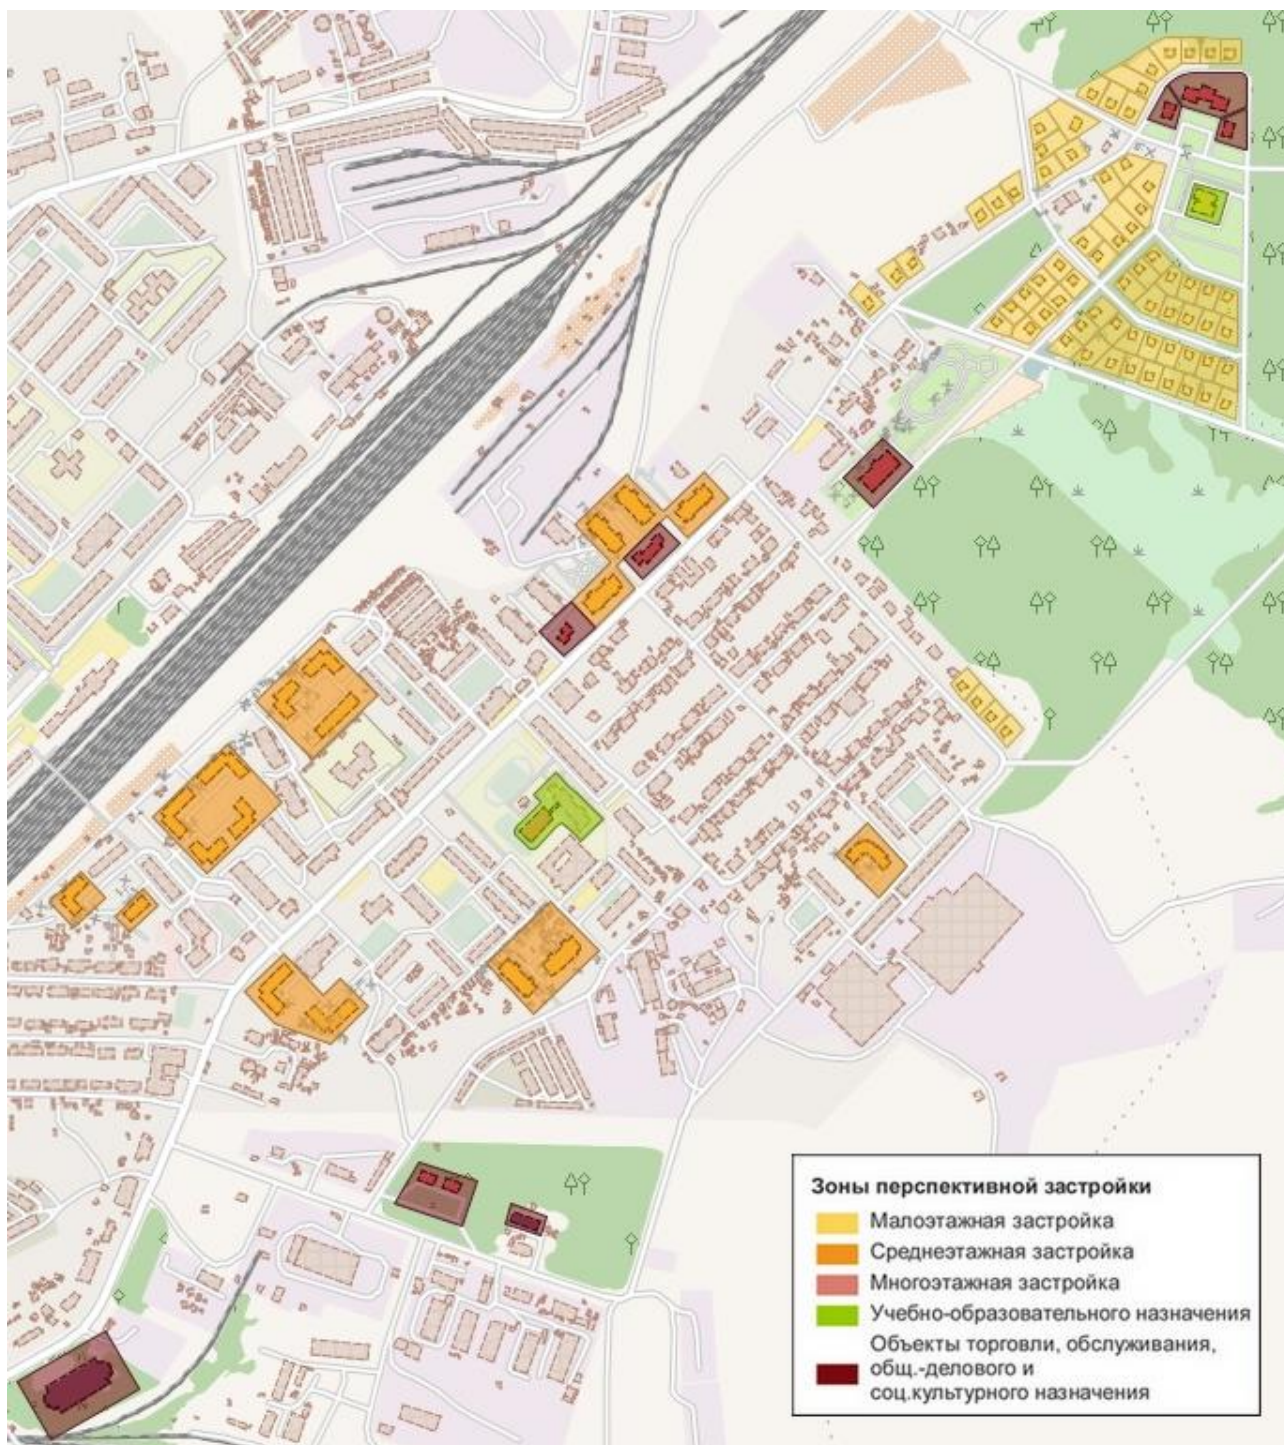 Зоны перспективной застройки
Малоэтажная застройка
Среднеэтажная застройка
Многоэтажная застройка
Учебно-образовательного назначения
Объекты торговли, обслуживания,
общ.-делового и
соц.культурного назначения